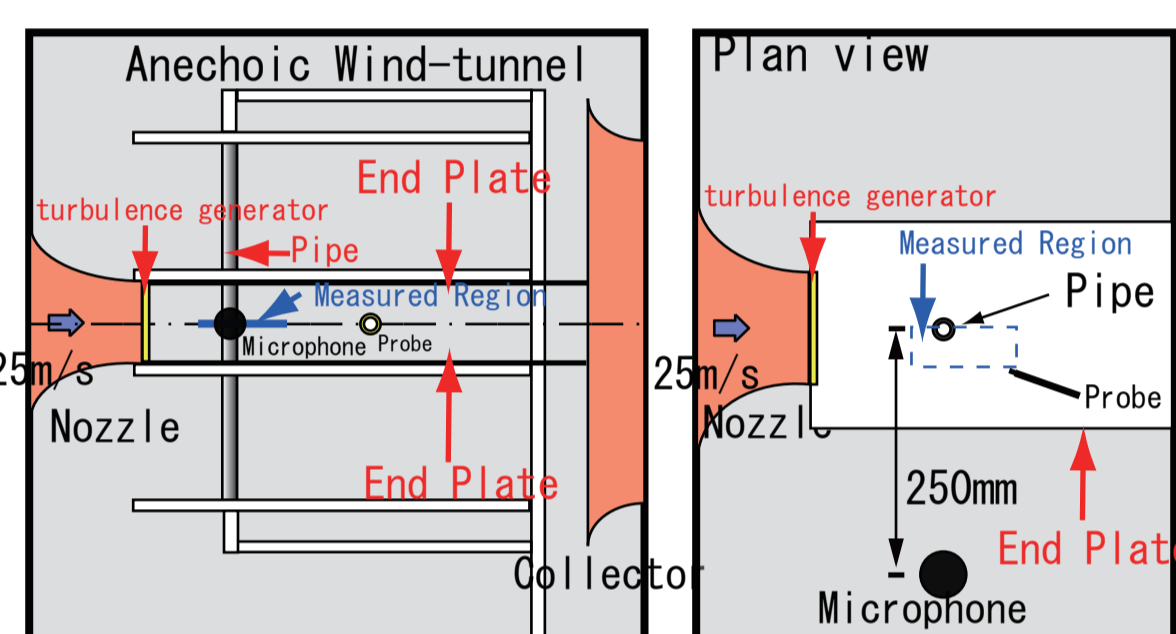 Anechoic Wind-tunnel
End Plate
turbulence generator
Pipe
Measured Region
Microphone
Probe
25m/s
Nozzle
End Plate
Collector
Plan view
turbulence generator
Measured Region
Pipe
25m/s
Probe
Nozzle
250mm
End Plate
Microphone